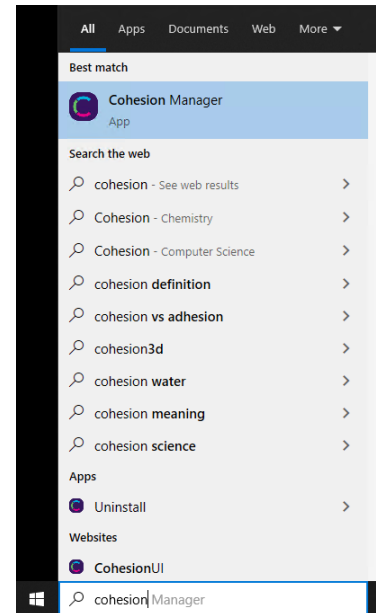 All Apps Documents Web More
Best match
Cohesion Manager
App
Search the web
cohesion - See web results
Cohesion - Chemistry
Cohesion - Computer Science
cohesion definition
cohesion vs adhesion
cohesion3d
cohesion water
cohesion meaning
cohesion science
Apps
Uninstall
Websites
CohesionUI
cohesion Manager